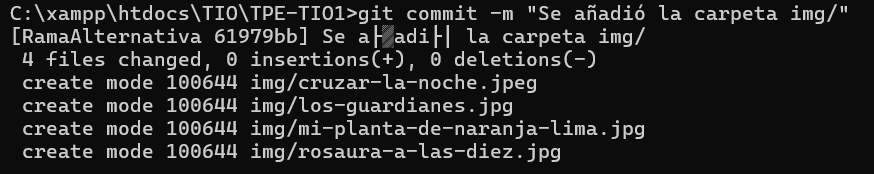 C:\xampp\htdocs\TIO\TPE-TIO1>git commit -m "Se añadió la carpeta img/"
[RamaAlternativa 61979bb] Se a├▒adi├│ la carpeta img/
4 files changed, 0 insertions(+), 0 deletions(-)
create mode 100644 img/cruzar-la-noche.jpeg
create mode 100644 img/los-guardianes.jpg
create mode 100644 img/mi-planta-de-naranja-lima.jpg
create mode 100644 img/rosaura-a-las-diez.jpg